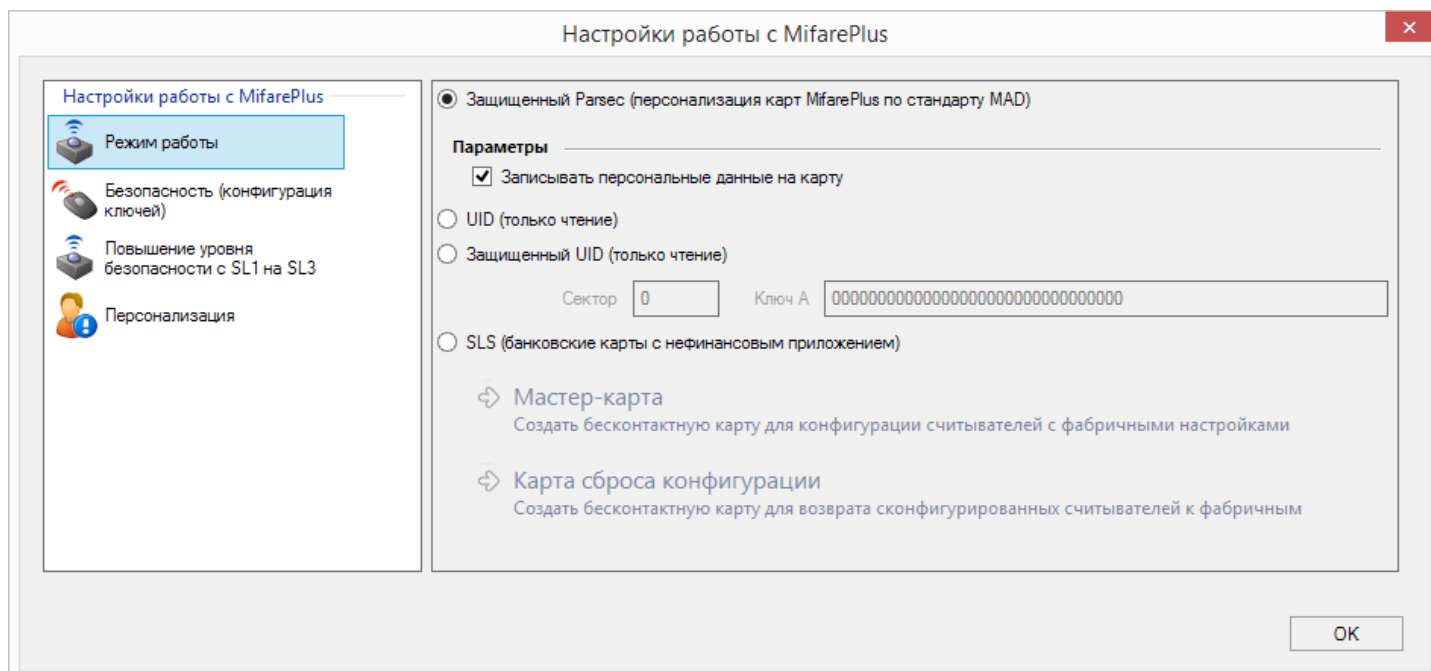 Настройки работы с MifarePlus
Настройки работы с MifarePlus
Режим работы
Безопасность (конфигурация
ключей)
Повышение уровня
безопасности с SL1 на SL3
Персонализация
Защищенный Parsec (персонализация карт MifarePlus по стандарту MAD)
Параметры
Записывать персональные данные на карту
UID (только чтение)
Защищенный UID (только чтение)
Сектор 0 Ключ A 00000000000000000000000000000000
SLS (банковские карты с нефинансовым приложением)
Мастер-карта
Создать бесконтактную карту для конфигурации считывателей с фабричными настройками
Карта сброса конфигурации
Создать бесконтактную карту для возврата сконфигурированных считывателей к фабричным
OK